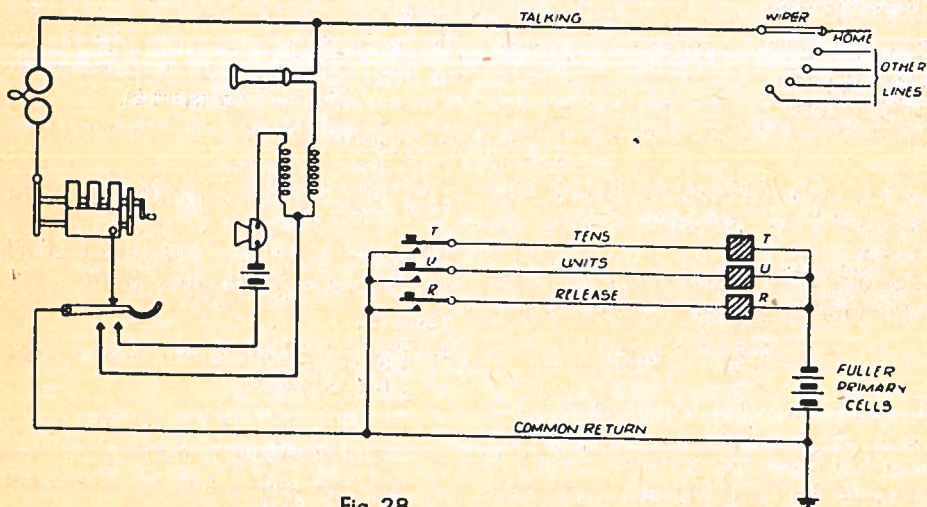 TALKING
WIPER
HOME
OTHER
LINES
T
TENS
T
U
UNITS
U
R
RELEASE
R
FULLER
PRIMARY
CELLS
COMMON RETURN
Fig. 28